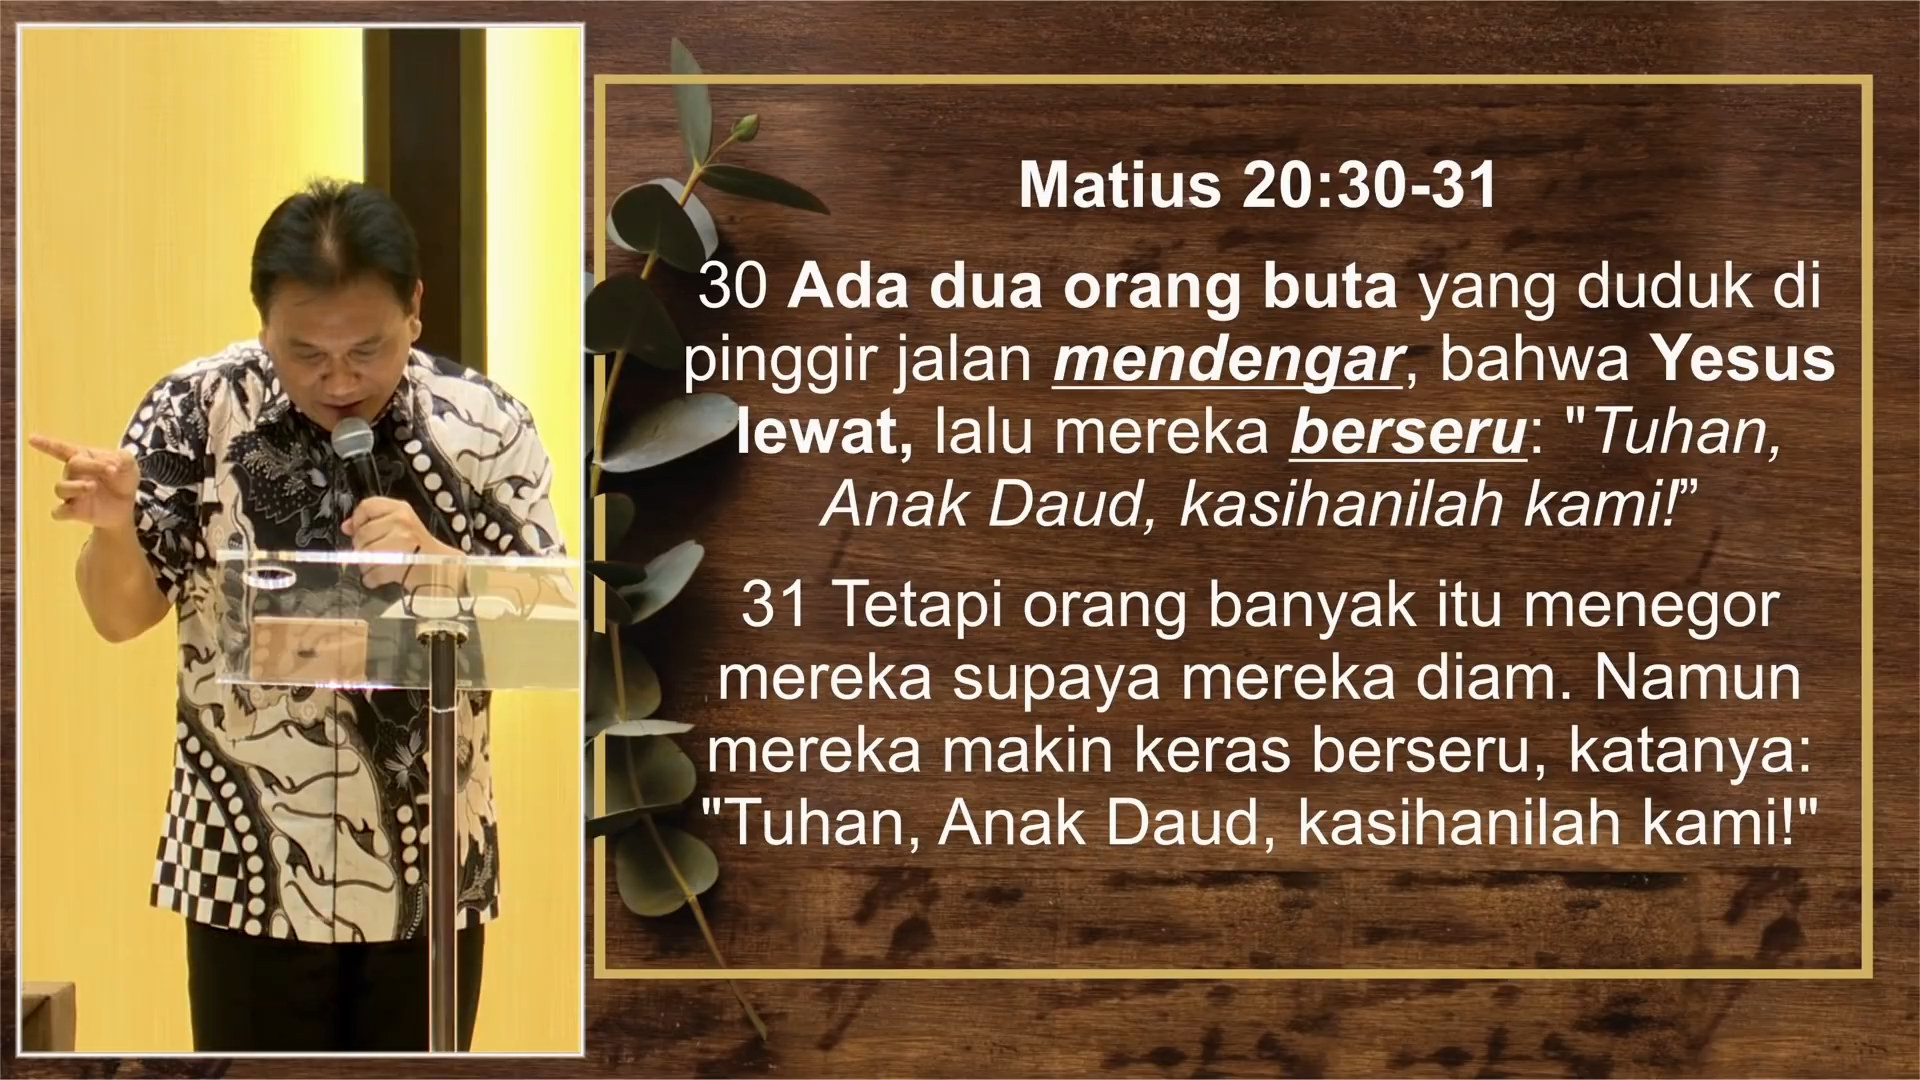 Matius 20:30-31
30 Ada dua orang buta yang duduk di
pinggir jalan mendengar, bahwa Yesus
lewat, lalu mereka berseru: "Tuhan,
Anak Daud, kasihanilah kami!”
31 Tetapi orang banyak itu menegor
mereka supaya mereka diam. Namun
mereka makin keras berseru, katanya:
"Tuhan, Anak Daud, kasihanilah kami!"